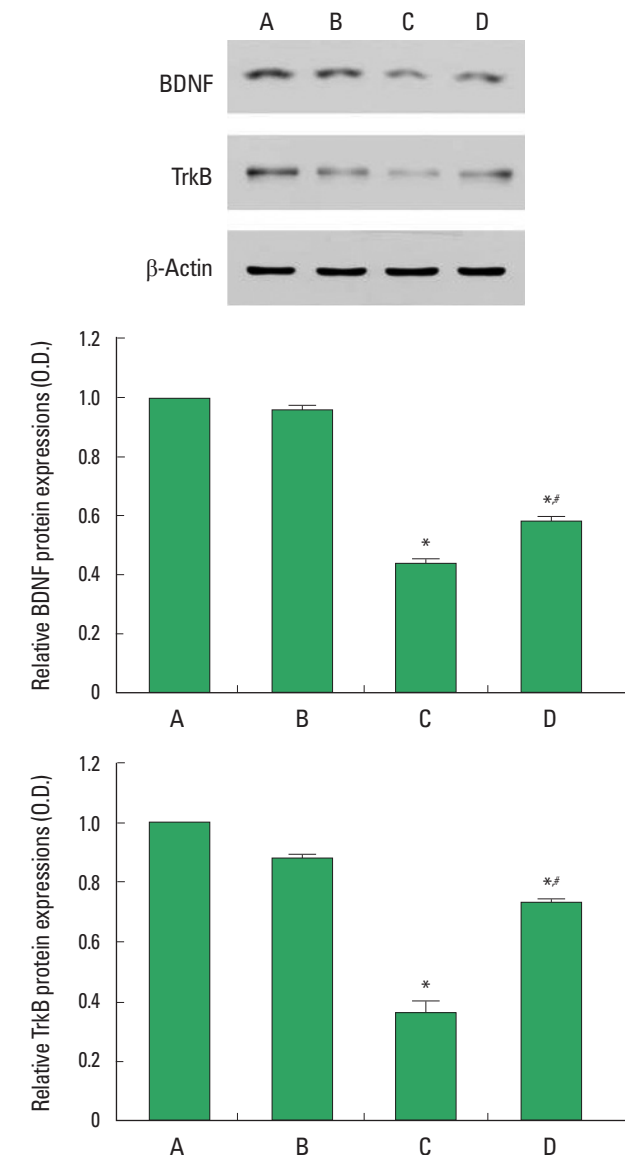 A B C D
BDNF
TrkB
β-Actin
Relative BDNF protein expressions (O.D.)
1.2
1.0
0.8
0.6
0.4
0.2
0
*
*,#
A B C D
Relative TrkB protein expressions (O.D.)
1.2
1.0
0.8
0.6
0.4
0.2
0
*
*,#
A B C D